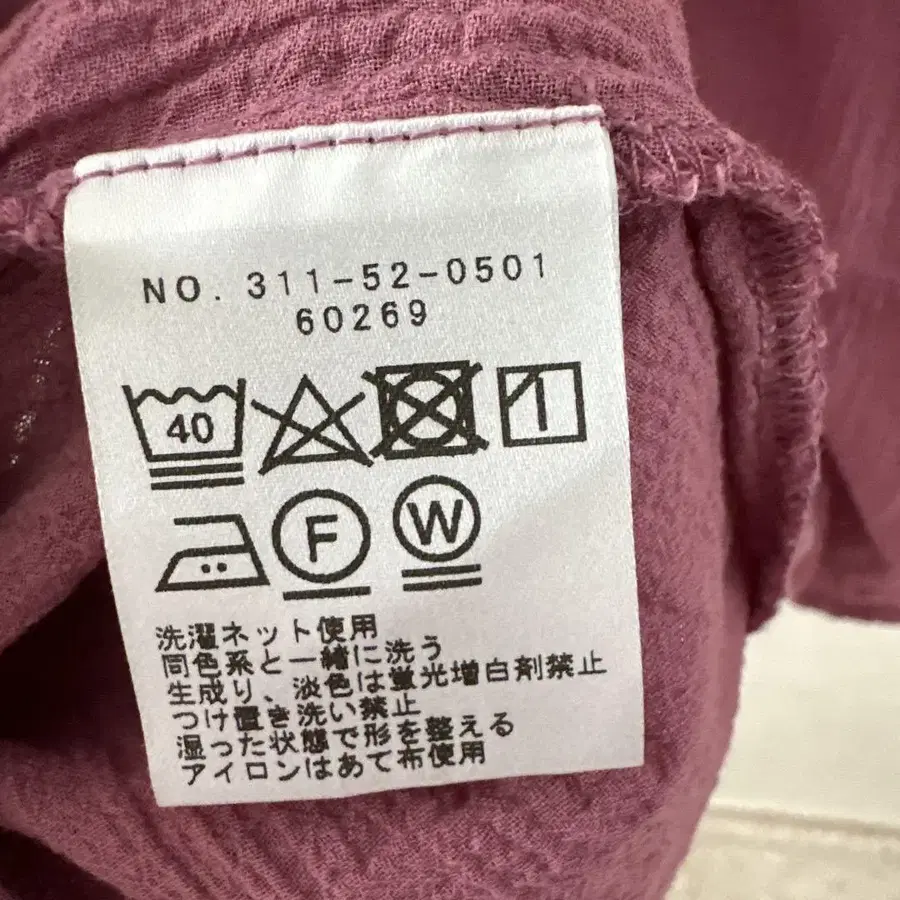 NO. 311-52-0501
60269
40
F
W
洗濯ネット使用
同色系と一緒に洗う
生成り、淡色は蛍光増白剤禁止
つけ置き洗い禁止
湿った状態で形を整える
アイロンはあて布使用